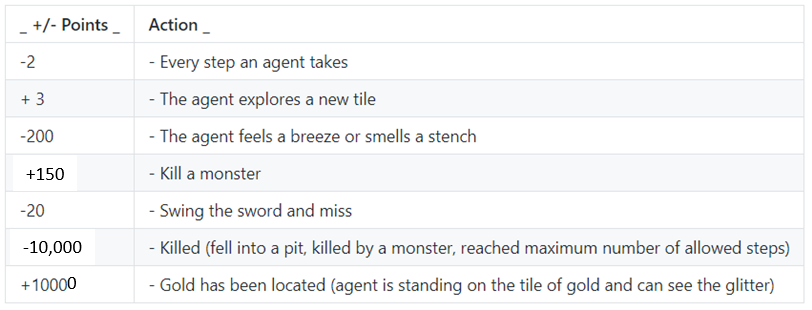 _ +/- Points _ Action _
-2 - Every step an agent takes
+ 3 - The agent explores a new tile
-200 - The agent feels a breeze or smells a stench
+150 - Kill a monster
-20 - Swing the sword and miss
-10,000 - Killed (fell into a pit, killed by a monster, reached maximum number of allowed steps)
+10000 - Gold has been located (agent is standing on the tile of gold and can see the glitter)